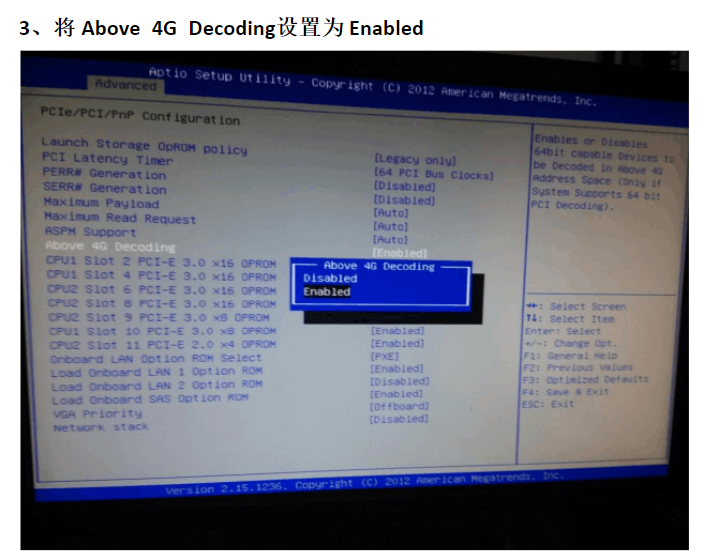 3、将 Above 4G Decoding设置为 Enabled
Aptio Setup Utility - Copyright (C) 2012 American Megatrends, Inc.
Advanced
PCIe/PCI/PnP Configuration
Launch Storage OpROM policy [Legacy only]
PCI Latency Timer [64 PCI Bus Clocks]
PERR# Generation [Disabled]
SERR# Generation [Disabled]
Maximum Payload [Auto]
Maximum Read Request [Auto]
ASPM Support [Auto]
Above 4G Decoding [Enabled]
CPU1 Slot 2 PCI-E 3.0 x16 OPROM
CPU1 Slot 4 PCI-E 3.0 x16 OPROM
CPU2 Slot 6 PCI-E 3.0 x16 OPROM
CPU2 Slot 8 PCI-E 3.0 x16 OPROM
CPU2 Slot 9 PCI-E 3.0 x8 OPROM
CPU1 Slot 10 PCI-E 3.0 x8 OPROM [Enabled]
CPU2 Slot 11 PCI-E 2.0 x4 OPROM [Enabled]
Onboard LAN Option ROM Select [PXE]
Load Onboard LAN 1 Option ROM [Enabled]
Load Onboard LAN 2 Option ROM [Disabled]
Load Onboard SAS Option ROM [Enabled]
VGA Priority [Offboard]
Network stack [Disabled]
Above 4G Decoding
Disabled
Enabled
Enables or Disables
64bit capable Devices to
be Decoded in Above 4G
Address Space (Only if
System Supports 64 bit
PCI Decoding).
→←: Select Screen
↑↓: Select Item
Enter: Select
+/-: Change Opt.
F1: General Help
F2: Previous Values
F3: Optimized Defaults
F4: Save & Exit
ESC: Exit
Version 2.15.1236. Copyright (C) 2012 American Megatrends, Inc.